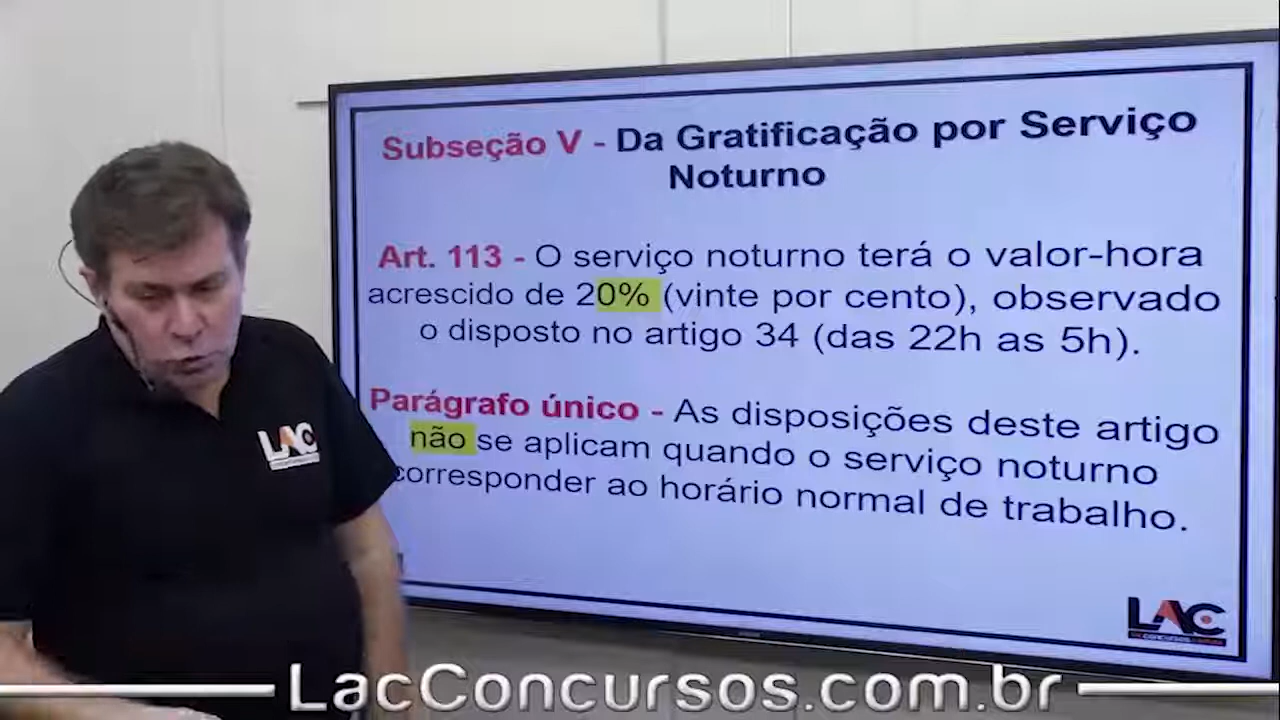 Subseção V - Da Gratificação por Serviço
Noturno
Art. 113 - O serviço noturno terá o valor-hora
acrescido de 20% (vinte por cento), observado
o disposto no artigo 34 (das 22h as 5h).
Parágrafo único - As disposições deste artigo
não se aplicam quando o serviço noturno
corresponder ao horário normal de trabalho.
LAC
LAC
LacConcursos.com.br